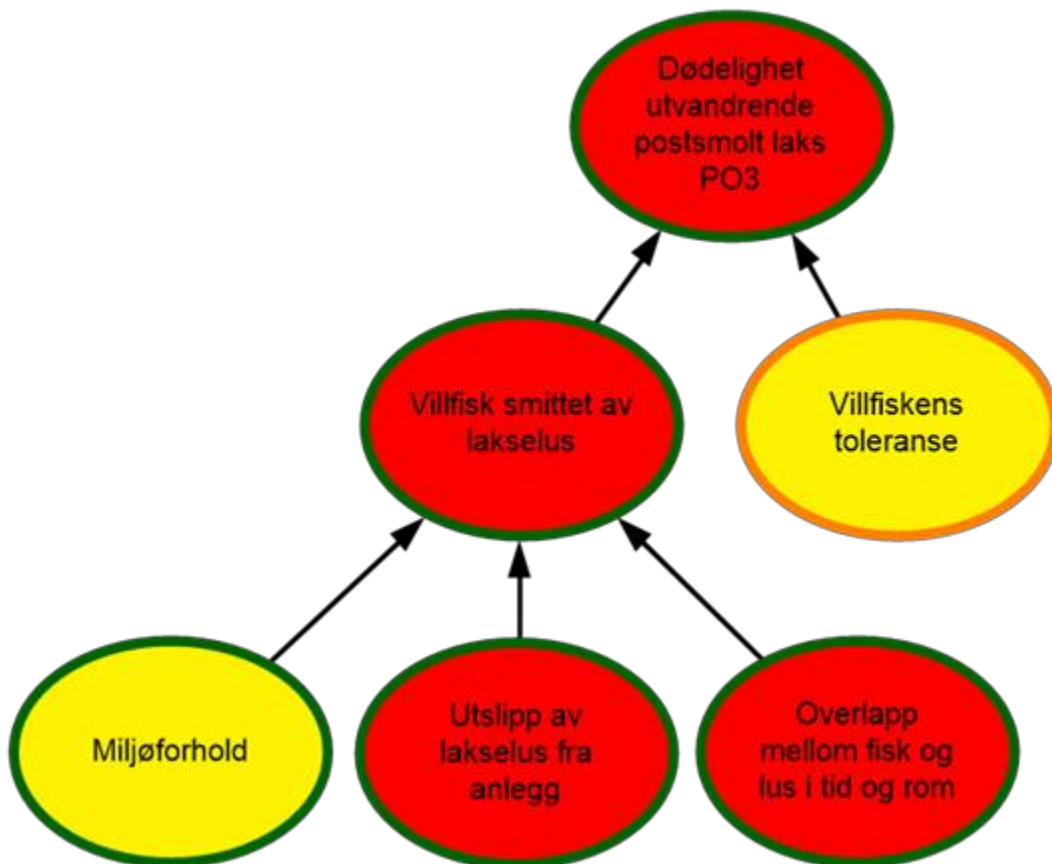 Dødelighet
utvandrende
postsmolt laks
PO3
Villfisk smittet av
lakselus
Villfiskens
toleranse
Miljøforhold
Utslipp av
lakselus fra
anlegg
Overlapp
mellom fisk og
lus i tid og rom